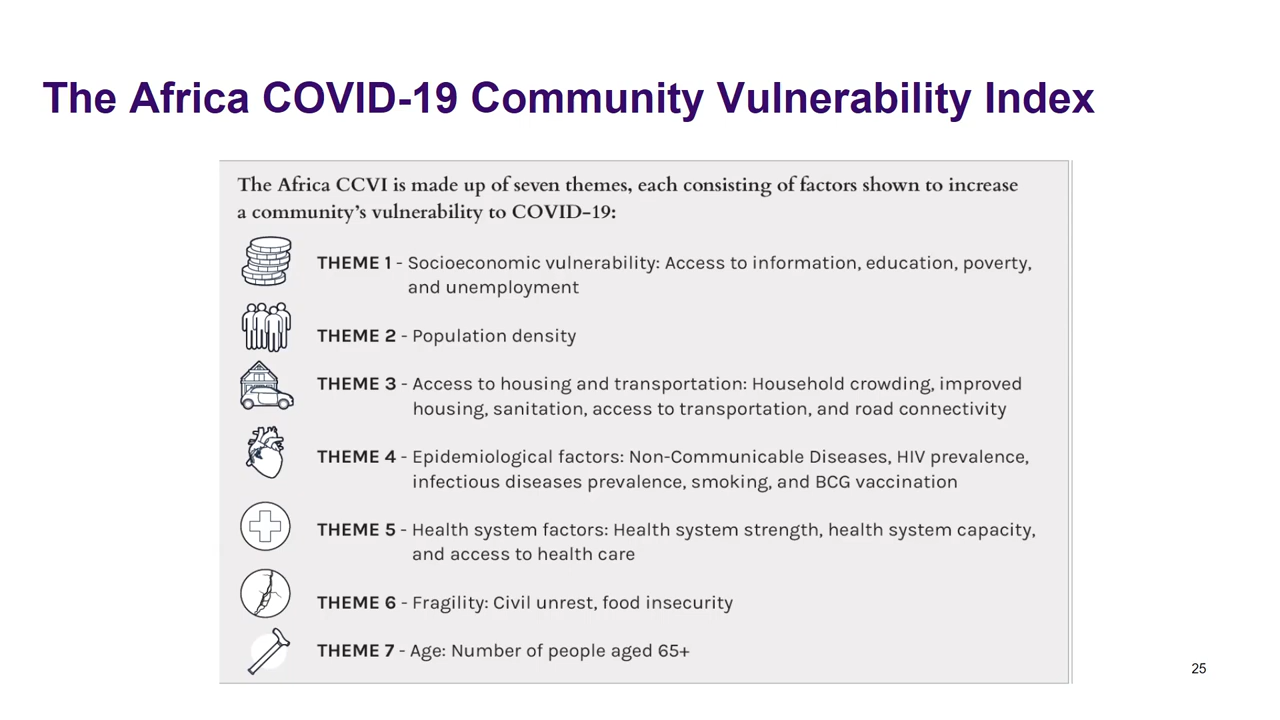 The Africa COVID-19 Community Vulnerability Index
The Africa CCVI is made up of seven themes, each consisting of factors shown to increase
a community’s vulnerability to COVID-19:
THEME 1 - Socioeconomic vulnerability: Access to information, education, poverty,
and unemployment
THEME 2 - Population density
THEME 3 - Access to housing and transportation: Household crowding, improved
housing, sanitation, access to transportation, and road connectivity
THEME 4 - Epidemiological factors: Non-Communicable Diseases, HIV prevalence,
infectious diseases prevalence, smoking, and BCG vaccination
THEME 5 - Health system factors: Health system strength, health system capacity,
and access to health care
THEME 6 - Fragility: Civil unrest, food insecurity
THEME 7 - Age: Number of people aged 65+
25